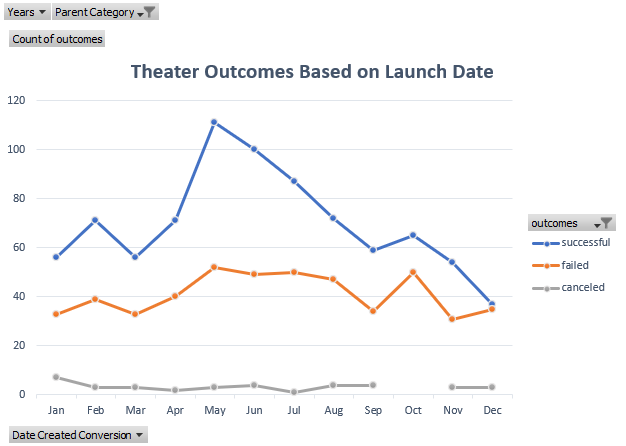 Years Parent Category
Count of outcomes
Theater Outcomes Based on Launch Date
120
100
80
60
40
20
0
Jan Feb Mar Apr May Jun Jul Aug Sep Oct Nov Dec
outcomes
successful
failed
canceled
Date Created Conversion